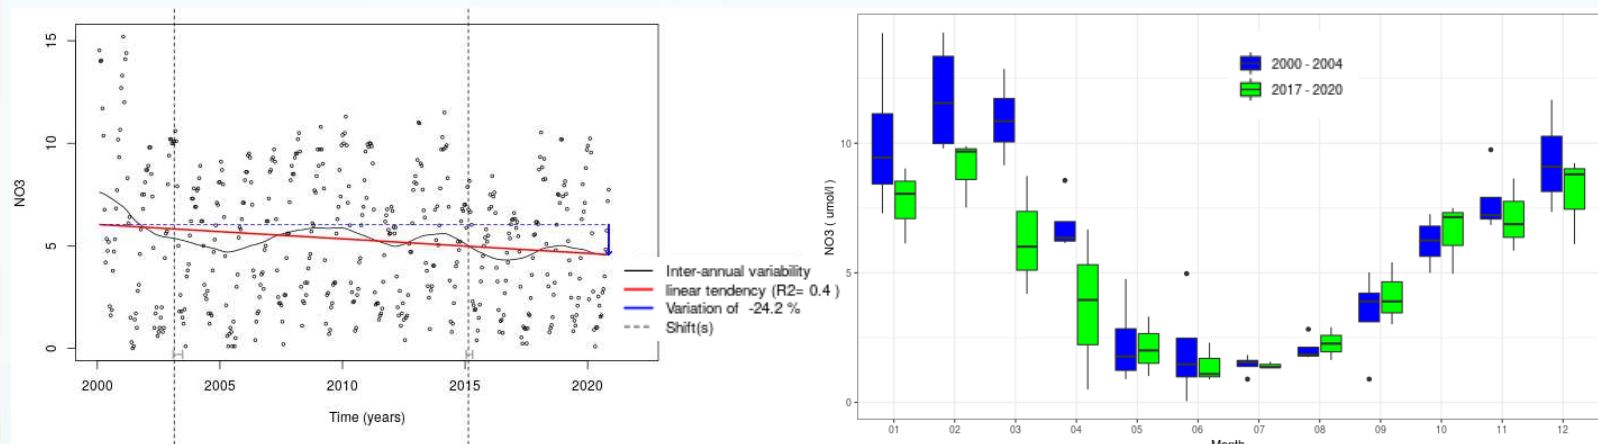 15
10
5
0
NO3
2000 2005 2010 2015 2020
Time (years)
Inter-annual variability
linear tendency (R2= 0.4 )
Variation of -24.2 %
Shift(s)
NO3 ( umol/l )
10
5
0
2000 - 2004
2017 - 2020
01 02 03 04 05 06 07 08 09 10 11 12
Month